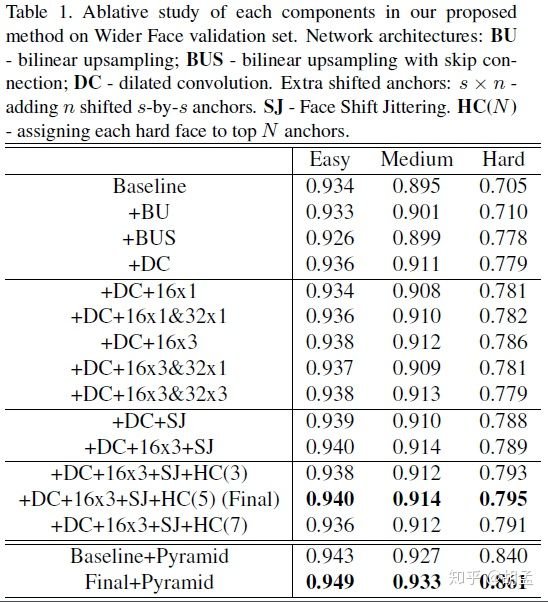 Table 1. Ablative study of each components in our proposed
method on Wider Face validation set. Network architectures: BU
- bilinear upsampling; BUS - bilinear upsampling with skip con-
nection; DC - dilated convolution. Extra shifted anchors: s × n -
adding n shifted s-by-s anchors. SJ - Face Shift Jittering. HC(N)
- assigning each hard face to top N anchors.
Easy Medium Hard
Baseline 0.934 0.895 0.705
+BU 0.933 0.901 0.710
+BUS 0.926 0.899 0.778
+DC 0.936 0.911 0.779
+DC+16x1 0.934 0.908 0.781
+DC+16x1&32x1 0.936 0.910 0.782
+DC+16x3 0.938 0.912 0.786
+DC+16x3&32x1 0.937 0.909 0.781
+DC+16x3&32x3 0.938 0.913 0.779
+DC+SJ 0.939 0.910 0.788
+DC+16x3+SJ 0.940 0.914 0.789
+DC+16x3+SJ+HC(3) 0.938 0.912 0.793
+DC+16x3+SJ+HC(5) (Final) 0.940 0.914 0.795
+DC+16x3+SJ+HC(7) 0.936 0.912 0.791
Baseline+Pyramid 0.943 0.927 0.840
Final+Pyramid 0.949 0.933 0.861
知乎 @胡孟